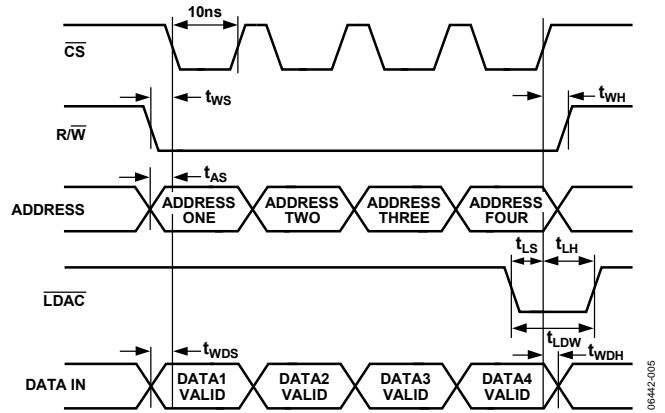 10ns
CS
tWS
tWH
R/W
tAS
ADDRESS
ADDRESS ONE
ADDRESS TWO
ADDRESS THREE
ADDRESS FOUR
tLS
tLH
LDAC
tLDW
tWDS
tWDH
DATA IN
DATA1 VALID
DATA2 VALID
DATA3 VALID
DATA4 VALID
06442-005